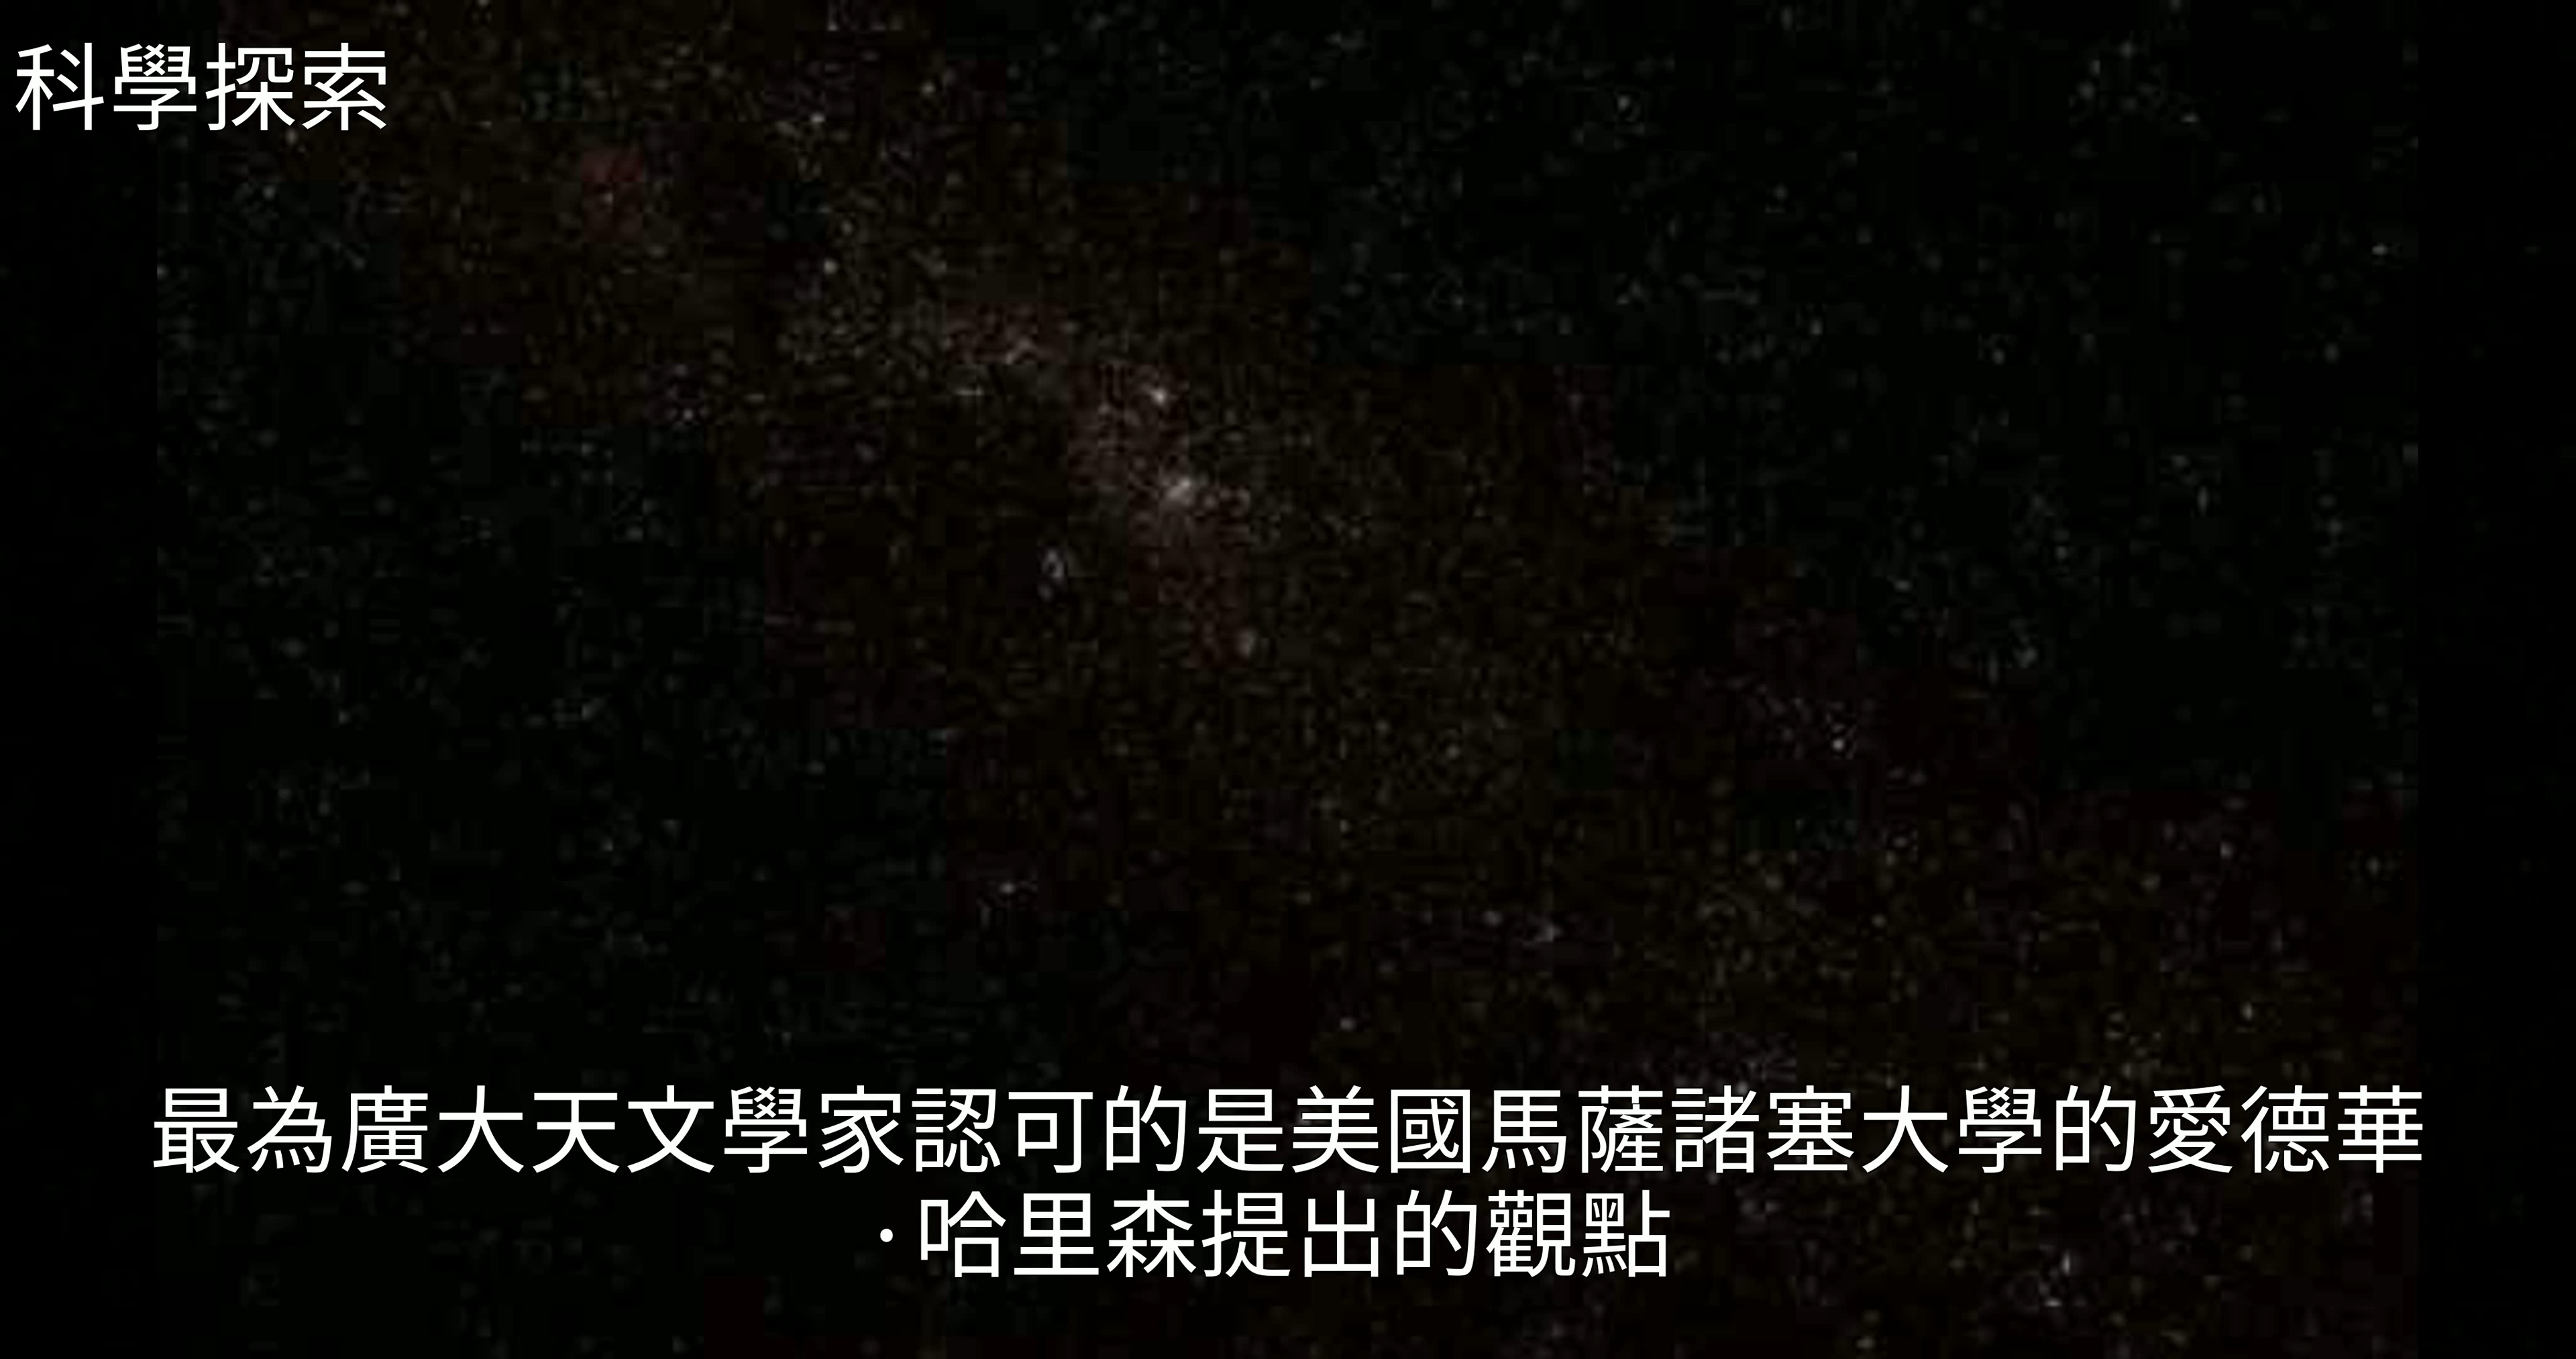 科學探索
最為廣大天文學家認可的是美國馬薩諸塞大學的愛德華
·哈里森提出的觀點